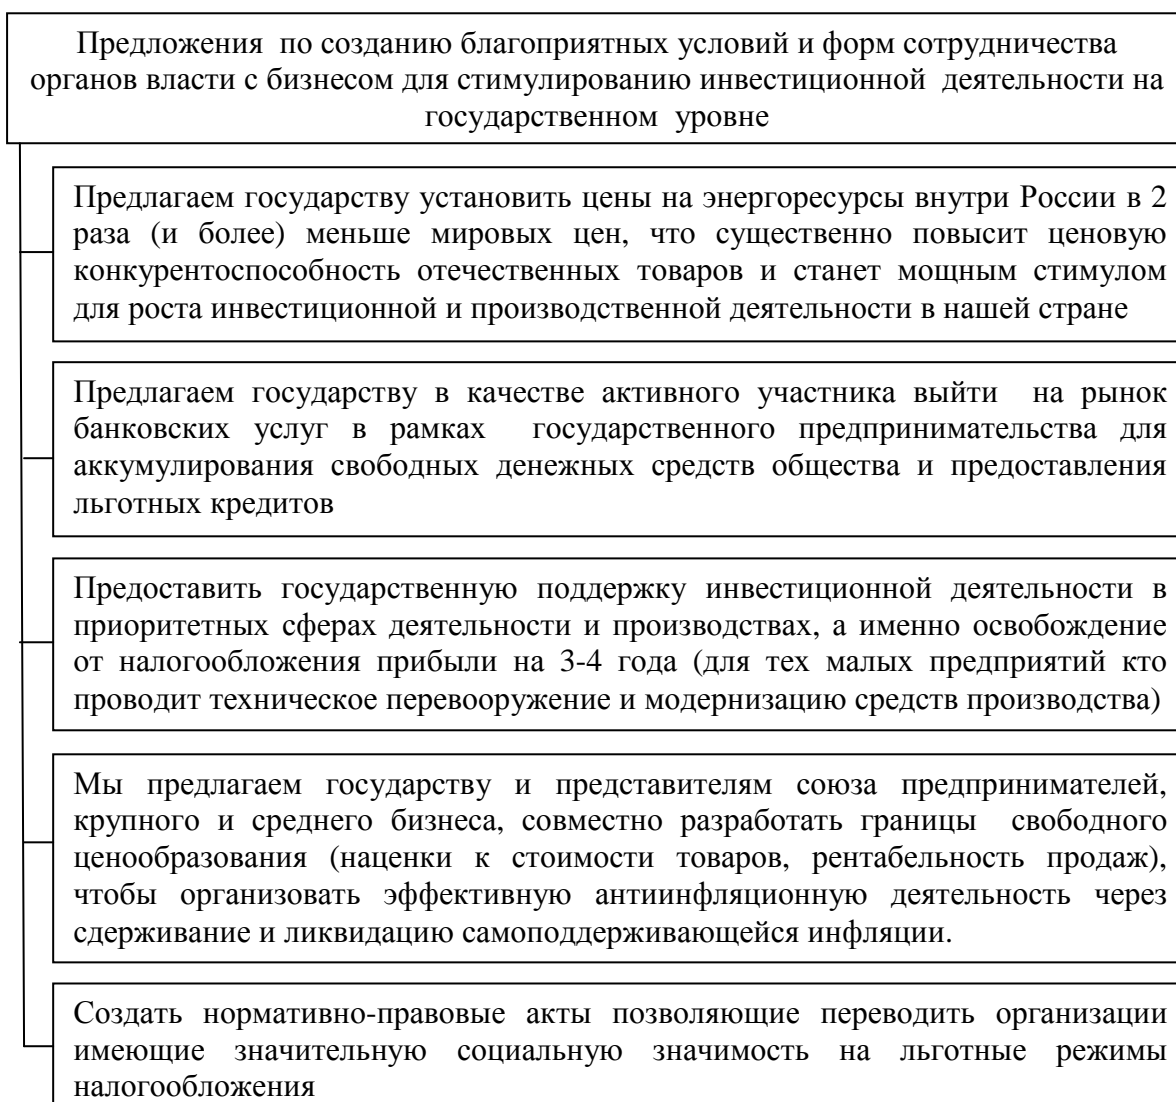 Предложения по созданию благоприятных условий и форм сотрудничества
органов власти с бизнесом для стимулированию инвестиционной деятельности на
государственном уровне
Предлагаем государству установить цены на энергоресурсы внутри России в 2
раза (и более) меньше мировых цен, что существенно повысит ценовую
конкурентоспособность отечественных товаров и станет мощным стимулом
для роста инвестиционной и производственной деятельности в нашей стране
Предлагаем государству в качестве активного участника выйти на рынок
банковских услуг в рамках государственного предпринимательства для
аккумулирования свободных денежных средств общества и предоставления
льготных кредитов
Предоставить государственную поддержку инвестиционной деятельности в
приоритетных сферах деятельности и производствах, а именно освобождение
от налогообложения прибыли на 3-4 года (для тех малых предприятий кто
проводит техническое перевооружение и модернизацию средств производства)
Мы предлагаем государству и представителям союза предпринимателей,
крупного и среднего бизнеса, совместно разработать границы свободного
ценообразования (наценки к стоимости товаров, рентабельность продаж),
чтобы организовать эффективную антиинфляционную деятельность через
сдерживание и ликвидацию самоподдерживающейся инфляции.
Создать нормативно-правовые акты позволяющие переводить организации
имеющие значительную социальную значимость на льготные режимы
налогообложения